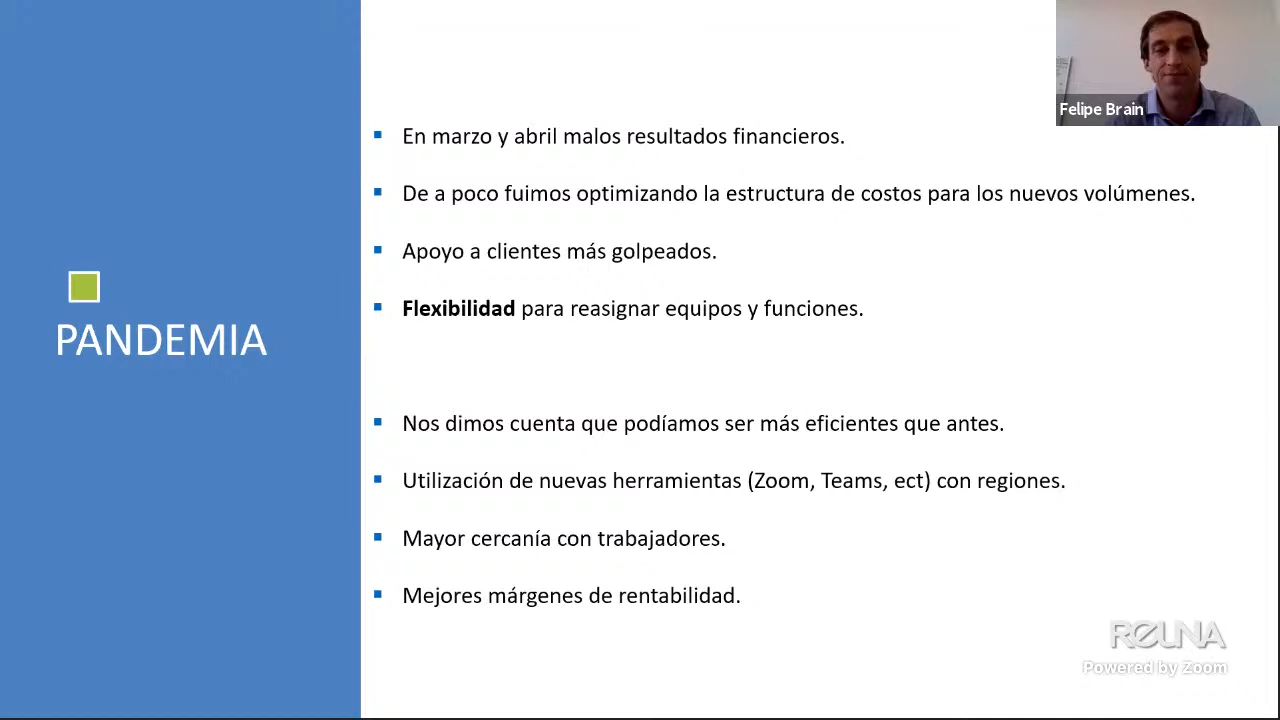 Felipe Brain
En marzo y abril malos resultados financieros.
De a poco fuimos optimizando la estructura de costos para los nuevos volúmenes.
Apoyo a clientes más golpeados.
Flexibilidad para reasignar equipos y funciones.
PANDEMIA
Nos dimos cuenta que podíamos ser más eficientes que antes.
Utilización de nuevas herramientas (Zoom, Teams, ect) con regiones.
Mayor cercanía con trabajadores.
Mejores márgenes de rentabilidad.
REUNA
Powered by Zoom